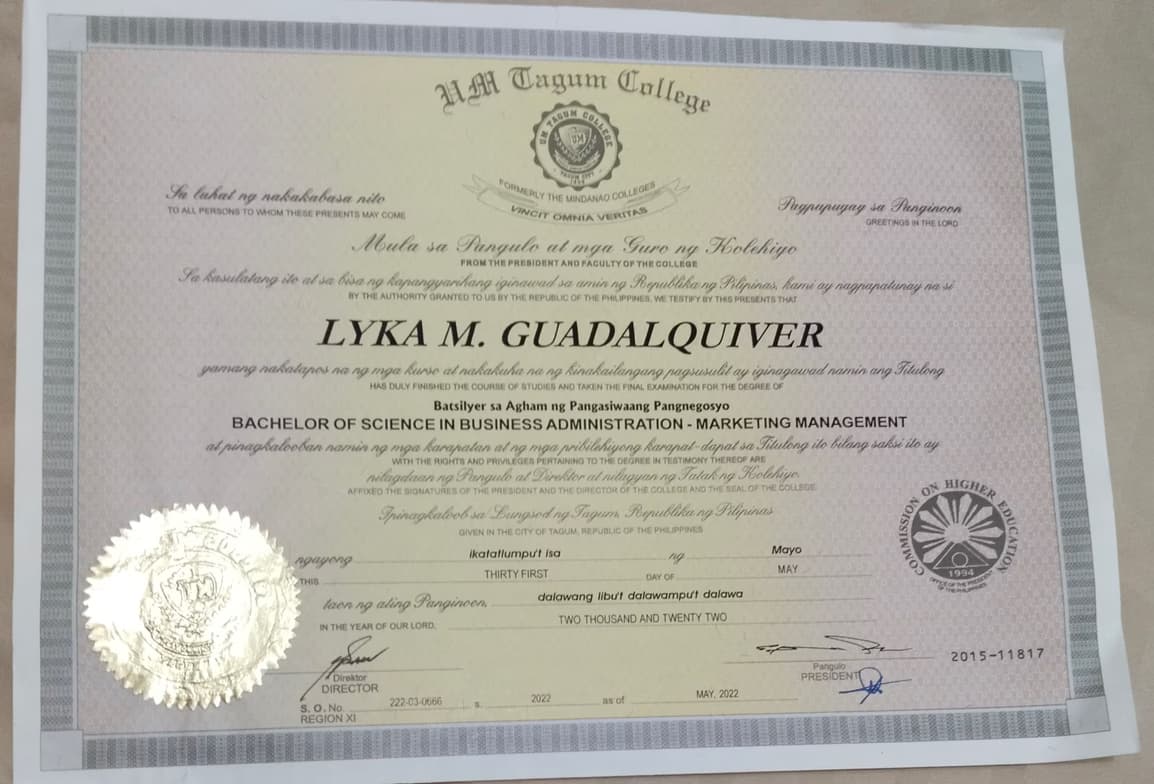 UM Tagum College
UM TAGUM COLLEGE
TAGUM CITY
FORMERLY THE MINDANAO COLLEGES
VINCIT OMNIA VERITAS
Sa luhat ng nakakabasa nito
TO ALL PERSONS TO WHOM THESE PRESENTS MAY COME
Pagpupugay sa Panginoon
GREETINGS IN THE LORD
Mula sa Pangulo at mga Guro ng Kolehiyo
FROM THE PRESIDENT AND FACULTY OF THE COLLEGE
Sa kasulatang ito at sa bisa ng kapangyarihang iginawad sa amin ng Republika ng Pilipinas, kami ay nagpapatunay na si
BY THE AUTHORITY GRANTED TO US BY THE REPUBLIC OF THE PHILIPPINES, WE TESTIFY BY THIS PRESENTS THAT
LYKA M. GUADALQUIVER
yamang nakatapos na ng mga kurso at nakakuha na ng kinakailangang pagsusulit ay iginagawad namin ang Titulong
HAS DULY FINISHED THE COURSE OF STUDIES AND TAKEN THE FINAL EXAMINATION FOR THE DEGREE OF
Batsilyer sa Agham ng Pangasiwaang Pangnegosyo
BACHELOR OF SCIENCE IN BUSINESS ADMINISTRATION - MARKETING MANAGEMENT
at pinagkalooban namin ng mga karapatan at ng mga pribilehiyong karapat-dapat sa Titulong ito bilang saksi ito ay
WITH THE RIGHTS AND PRIVILEGES PERTAINING TO THE DEGREE IN TESTIMONY THEREOF ARE
nilagdaan ng Pangulo at Direktor at nilagyan ng Tatak ng Kolehiyo.
AFFIXED THE SIGNATURES OF THE PRESIDENT AND THE DIRECTOR OF THE COLLEGE AND THE SEAL OF THE COLLEGE.
Ipinagkaloob sa Lungsod ng Tagum, Republika ng Pilipinas
GIVEN IN THE CITY OF TAGUM, REPUBLIC OF THE PHILIPPINES
COMMISSION ON HIGHER EDUCATION
1994
OFFICE OF THE PRESIDENT
OF THE PHILIPPINES
ngayong ikatatlumpu't isa ng Mayo
THIS THIRTY FIRST DAY OF MAY
taon ng ating Panginoon, dalawang libu't dalawampu't dalawa
IN THE YEAR OF OUR LORD, TWO THOUSAND AND TWENTY TWO
Direktor
DIRECTOR
Pangulo
PRESIDENT
2015-11817
S. O. No. 222-03-0666 s. 2022 as of MAY, 2022
REGION XI